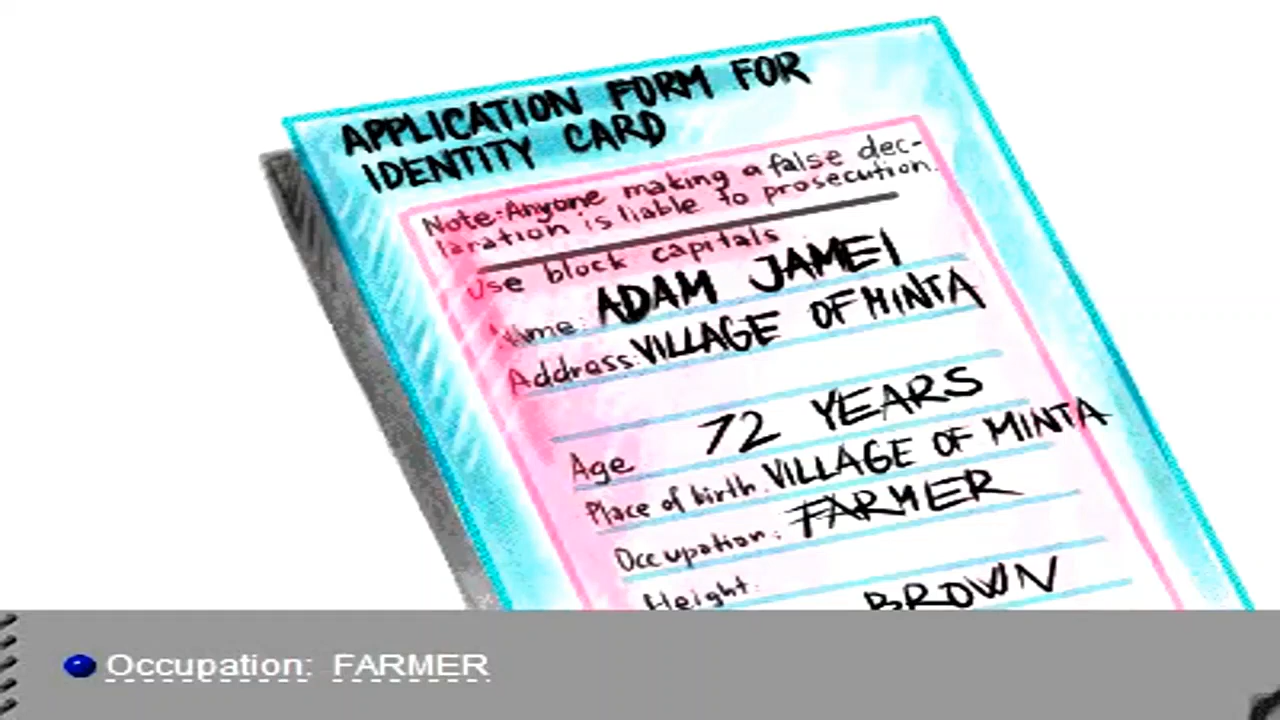 APPLICATION FORM FOR
IDENTITY CARD
Note: Anyone making a false dec-
laration is liable to prosecution.
Use block capitals
Name: ADAM JAMEI
Address: VILLAGE OF MINTA
Age 72 YEARS
Place of birth: VILLAGE OF MINTA
Occupation: FARMER
Height:
BROWN
Occupation: FARMER